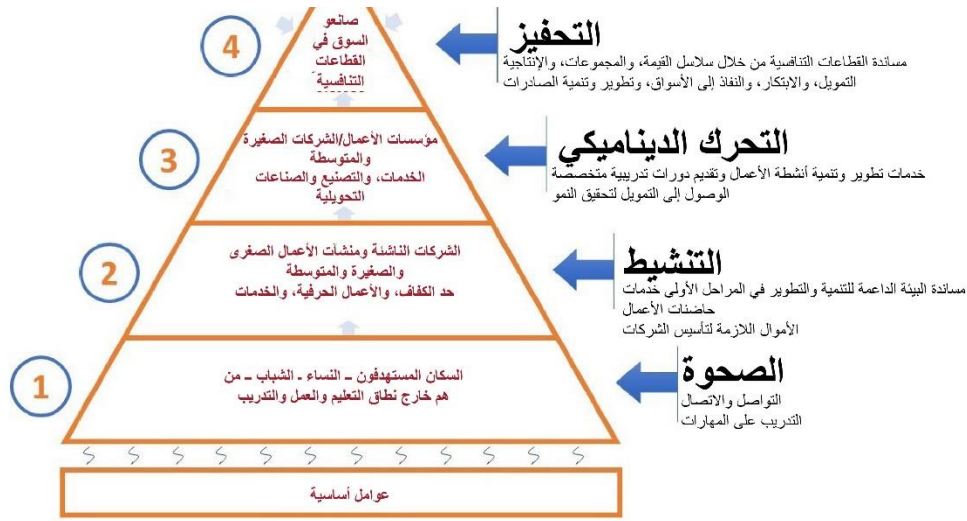 4
صانعو
السوق في
القطاعات
التنافسية
التحفيز
مساندة القطاعات التنافسية من خلال سلاسل القيمة، والمجموعات، والإنتاجية
التمويل، والابتكار، والنفاذ إلى الأسواق، وتطوير وتنمية الصادرات
3
مؤسسات الأعمال/الشركات الصغيرة
والمتوسطة
الخدمات، والتصنيع والصناعات
التحويلية
التحرك الديناميكي
خدمات تطوير وتنمية أنشطة الأعمال وتقديم دورات تدريبية متخصصة
الوصول إلى التمويل لتحقيق النمو
2
الشركات الناشئة ومنشآت الأعمال الصغرى
والصغيرة والمتوسطة
حد الكفاف، والأعمال الحرفية، والخدمات
التنشيط
مساندة البيئة الداعمة للتنمية والتطوير في المراحل الأولى خدمات
حاضنات الأعمال
الأموال اللازمة لتأسيس الشركات
1
السكان المستهدفون – النساء - الشباب – من
هم خارج نطاق التعليم والعمل والتدريب
الصحوة
التواصل والاتصال
التدريب على المهارات
عوامل أساسية